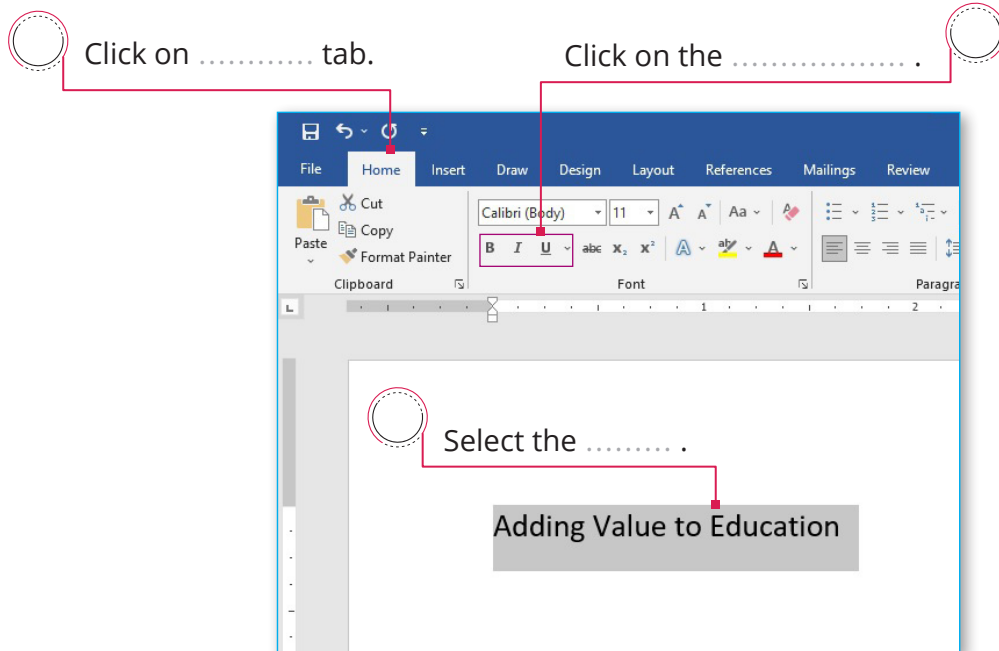 Click on ............ tab.
Click on the .................. .
File Home Insert Draw Design Layout References Mailings Review
Cut
Calibri (Body) 11 A A Aa A
Copy
Paste
Format Painter
B I U abc x₂ x² A aby A
Clipboard Font Paragra
L 1 2
Select the ......... .
Adding Value to Education